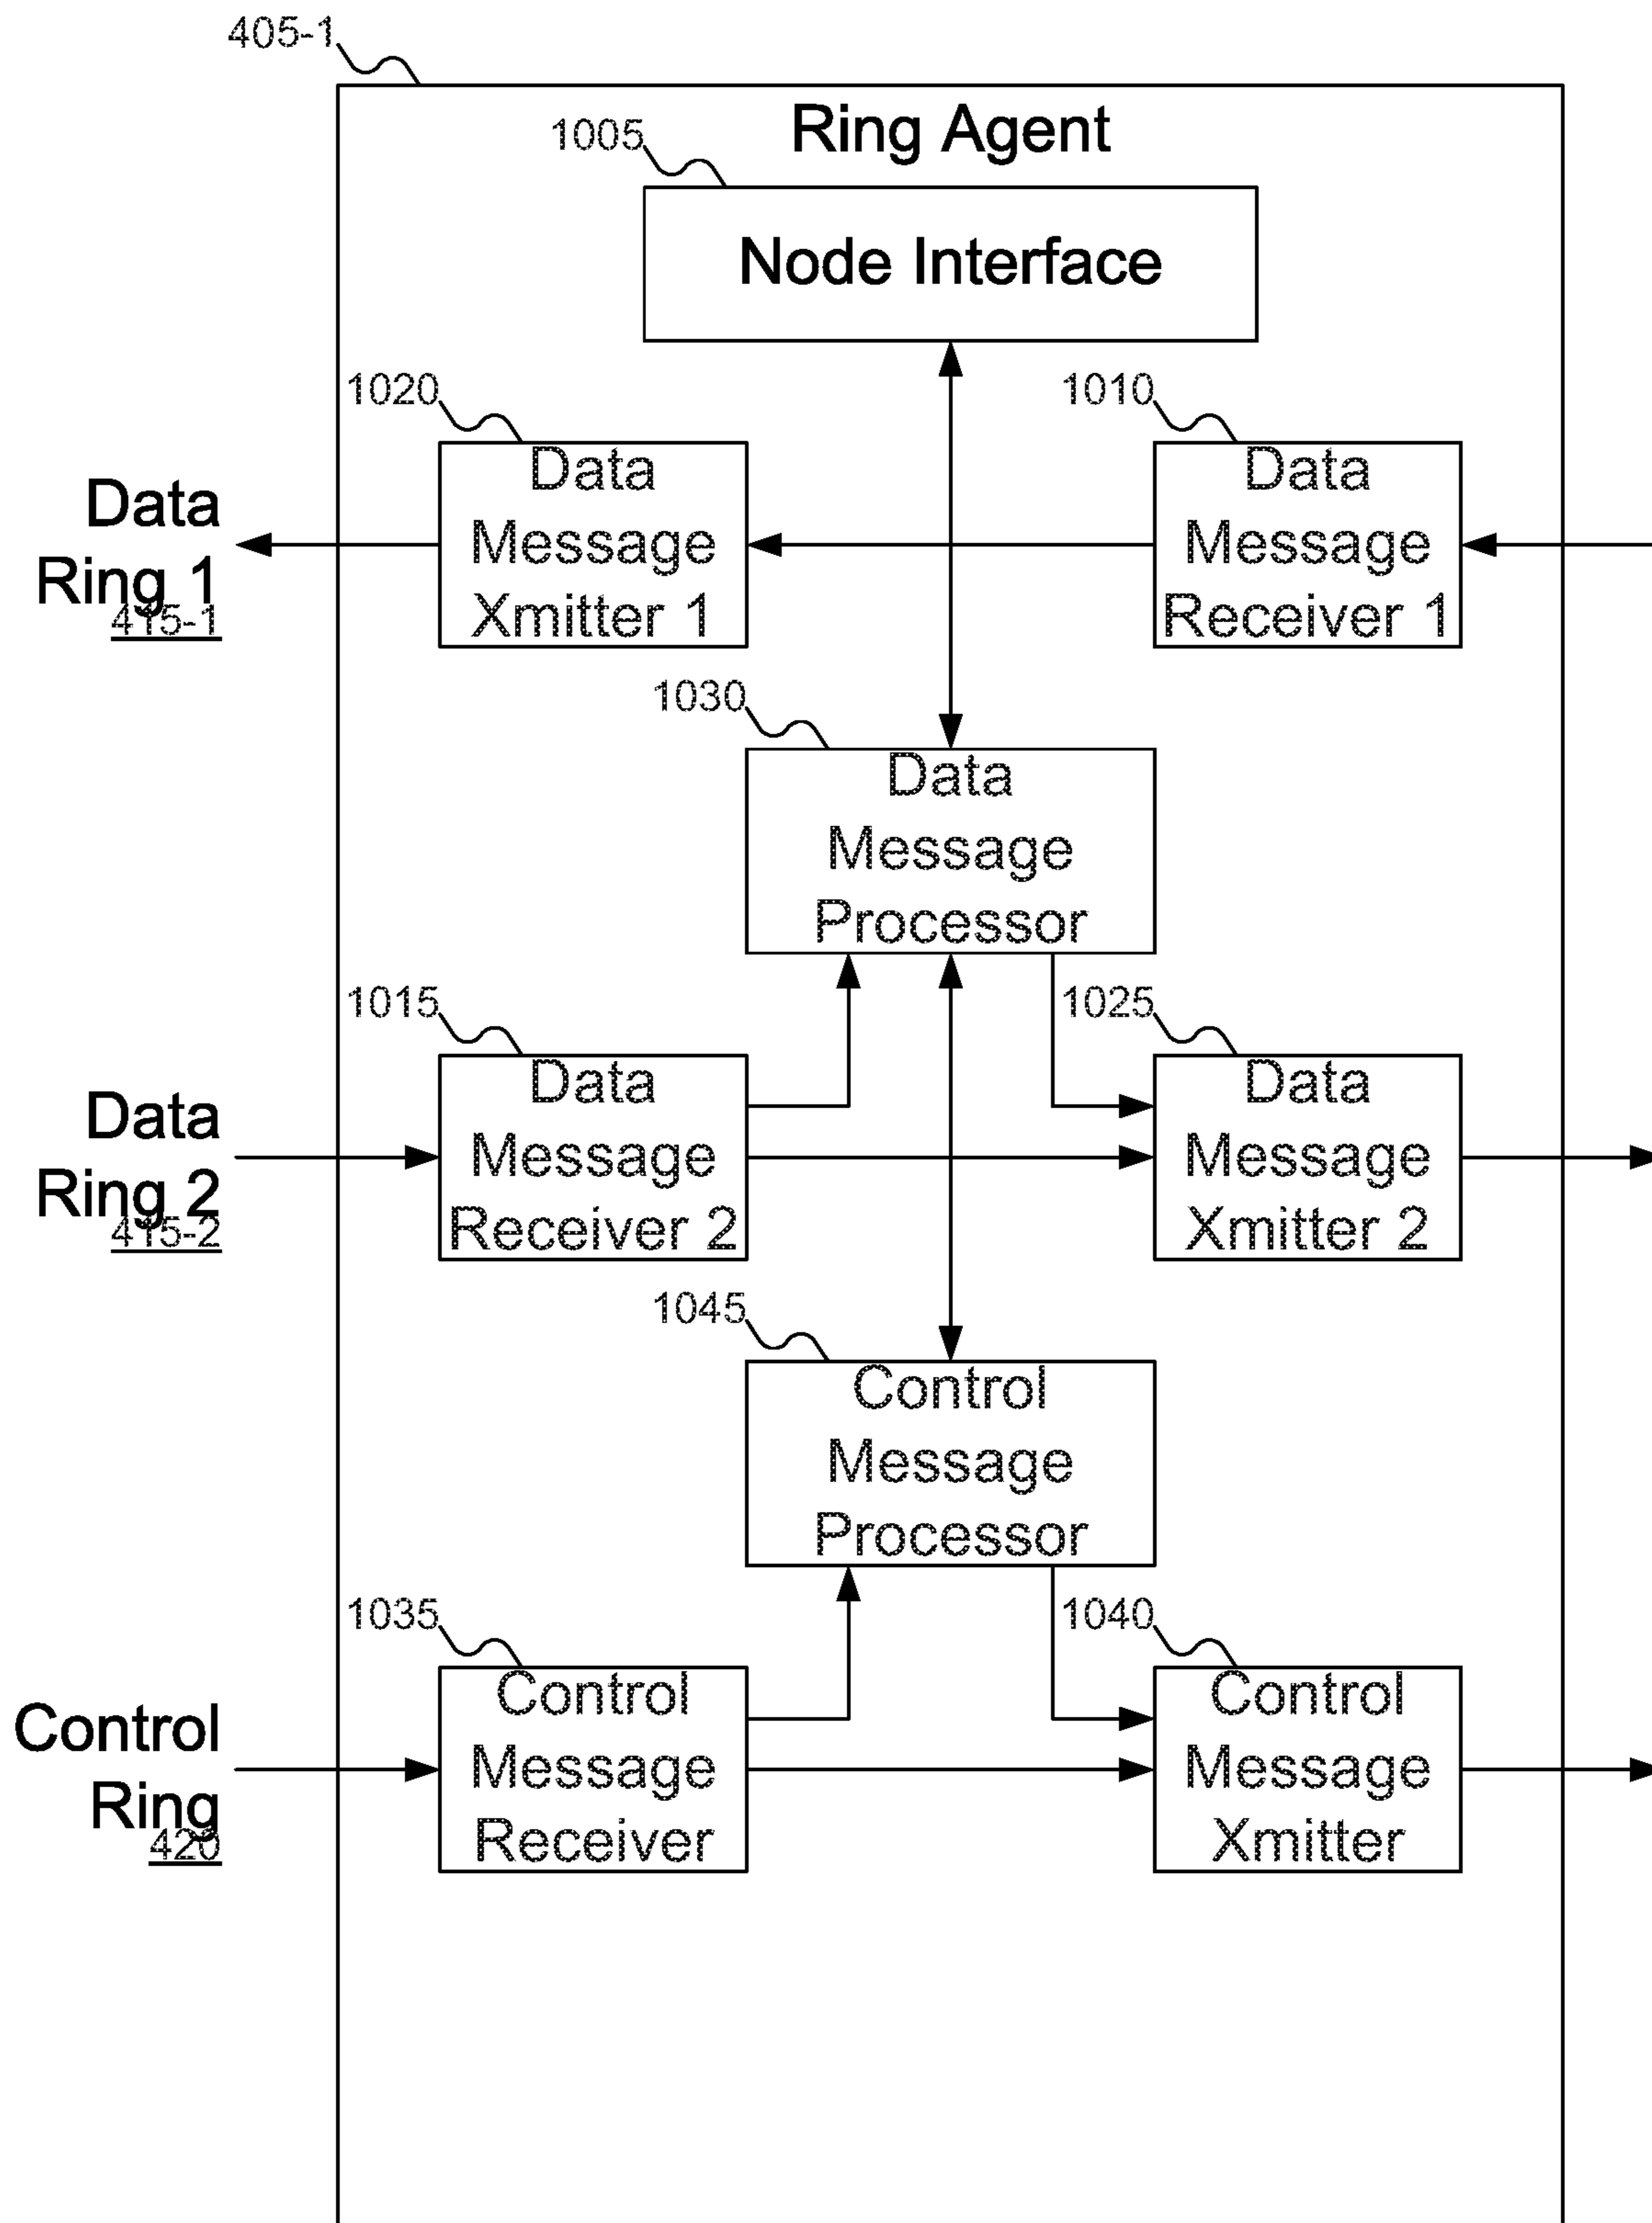 405-1
Ring Agent
1005
Node Interface
1020
1010
Data
Ring 1
415-1
Data
Message
Xmitter 1
Data
Message
Receiver 1
1030
Data
Message
Processor
1015
1025
Data
Ring 2
415-2
Data
Message
Receiver 2
Data
Message
Xmitter 2
1045
Control
Message
Processor
1035
1040
Control
Ring
420
Control
Message
Receiver
Control
Message
Xmitter